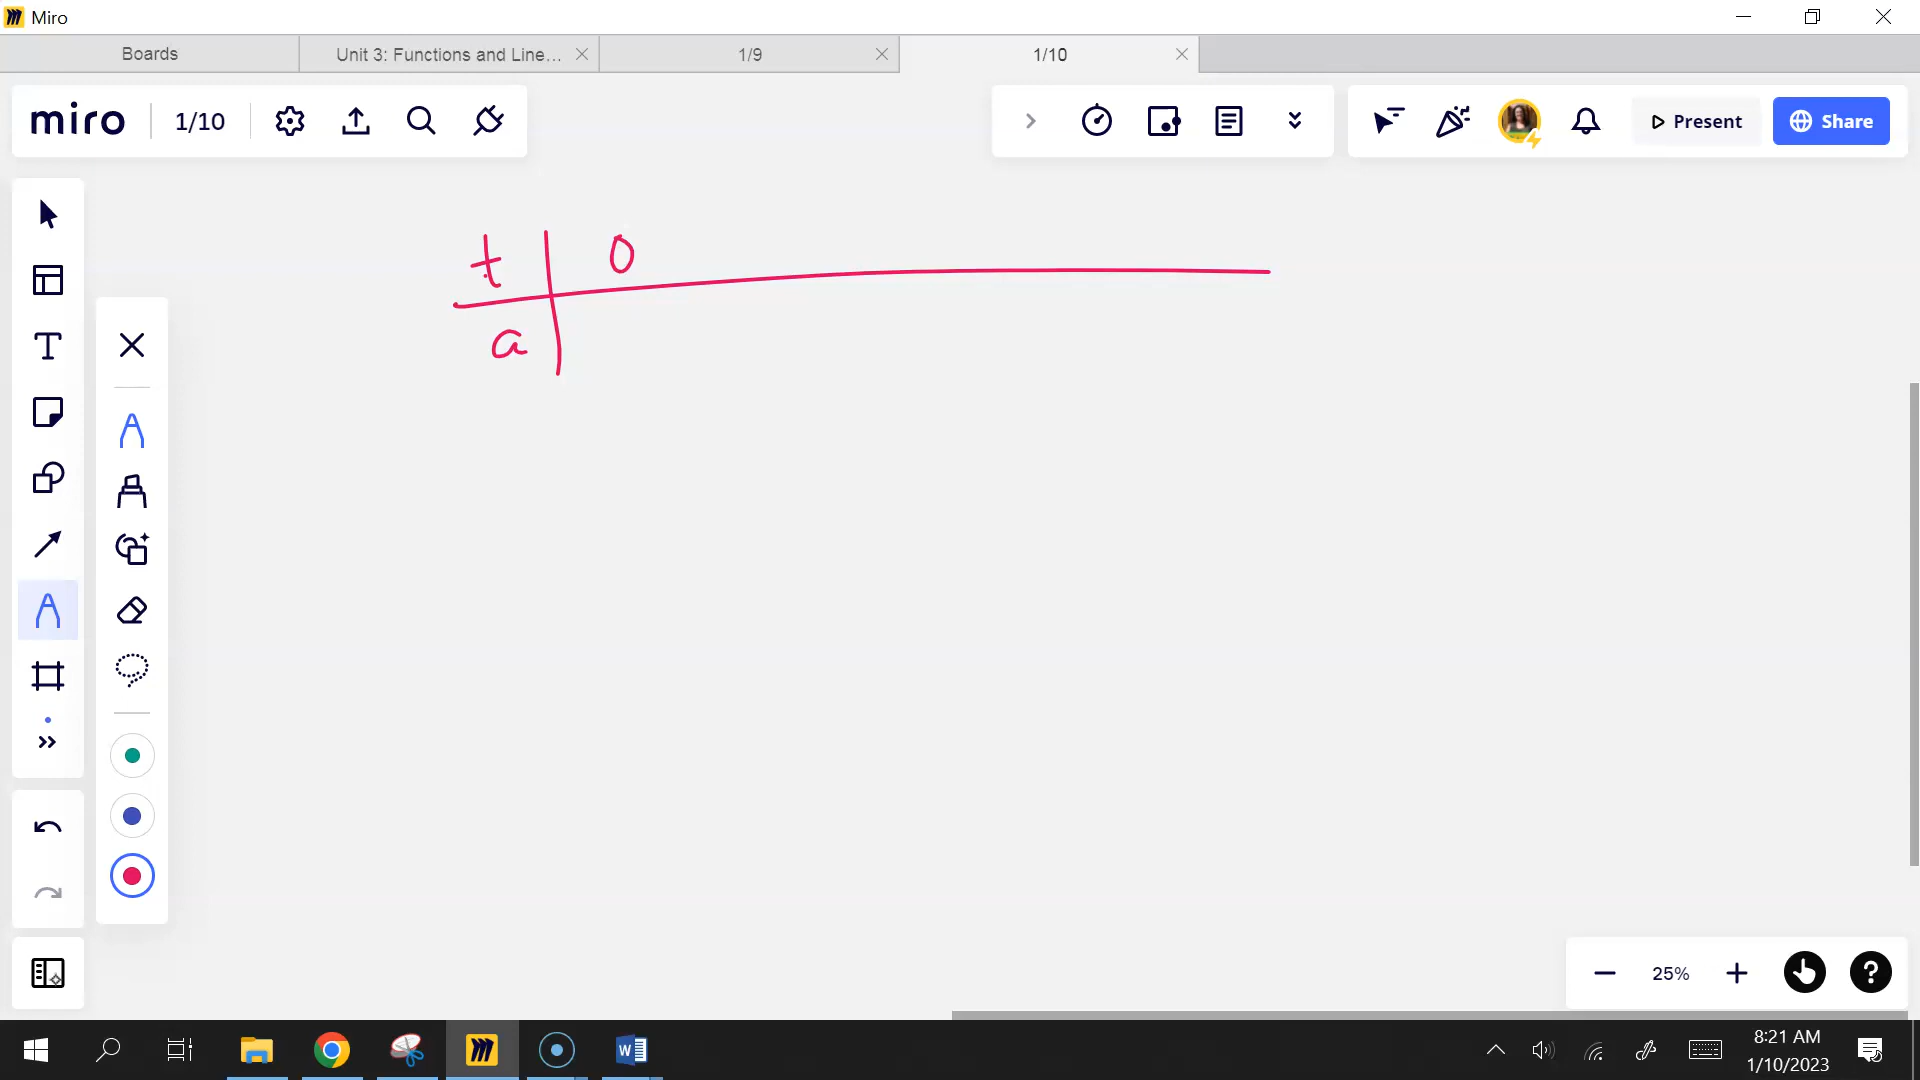 Miro
Boards
Unit 3: Functions and Line...
1/9
1/10
miro
1/10
Present
Share
t 0
a
25%
8:21 AM
1/10/2023